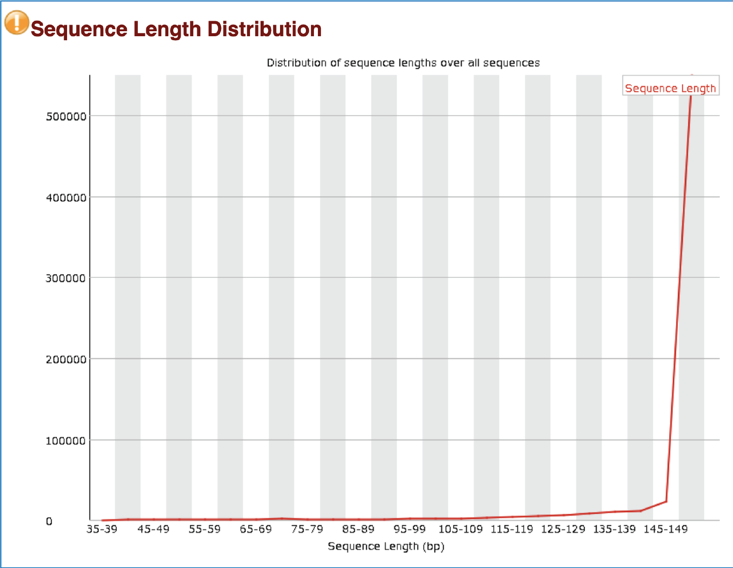 Sequence Length Distribution
Distribution of sequence lengths over all sequences
Sequence Length
500000
400000
300000
200000
100000
0
35-39 45-49 55-59 65-69 75-79 85-89 95-99 105-109 115-119 125-129 135-139 145-149
Sequence Length (bp)